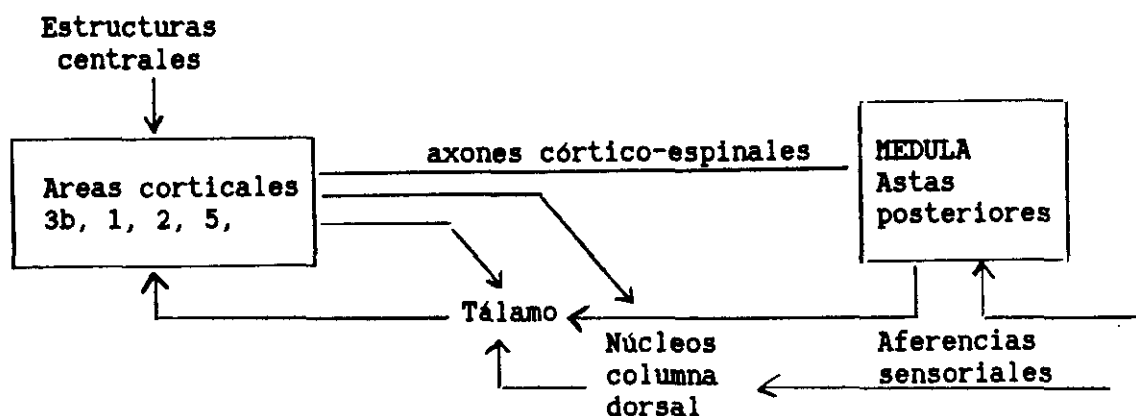 Estructuras
centrales
axones córtico-espinales
MEDULA
Astas
posteriores
Areas corticales
3b, 1, 2, 5,
Tálamo
Núcleos
columna
dorsal
Aferencias
sensoriales